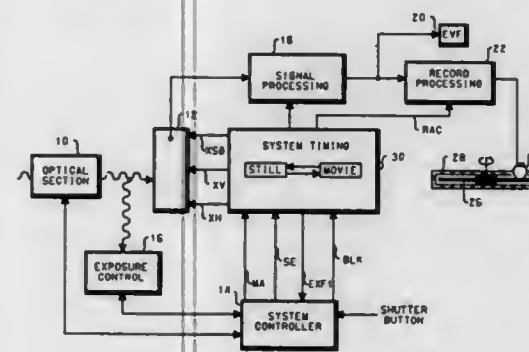 20
18
EVF
22
SIGNAL
PROCESSING
RECORD
PROCESSING
12
XSG
SYSTEM TIMING
RAC
10
STILL
MOVIE
30
28
OPTICAL
SECTION
XV
26
XH
16
EXPOSURE
CONTROL
MA
SE
EXF1
BLK
14
SYSTEM
CONTROLLER
SHUTTER
BUTTON